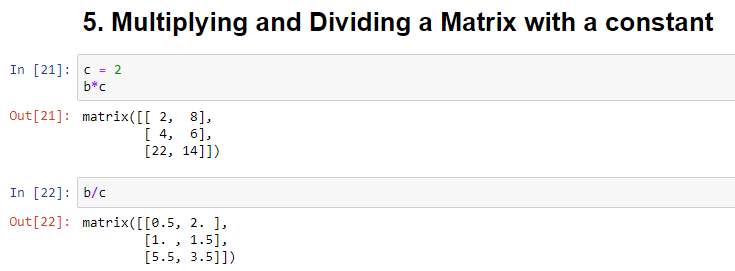 5. Multiplying and Dividing a Matrix with a constant
In [21]: c = 2
b*c
Out[21]: matrix([[ 2,  8],
[ 4,  6],
[22, 14]])
In [22]: b/c
Out[22]: matrix([[0.5, 2. ],
[1. , 1.5],
[5.5, 3.5]])